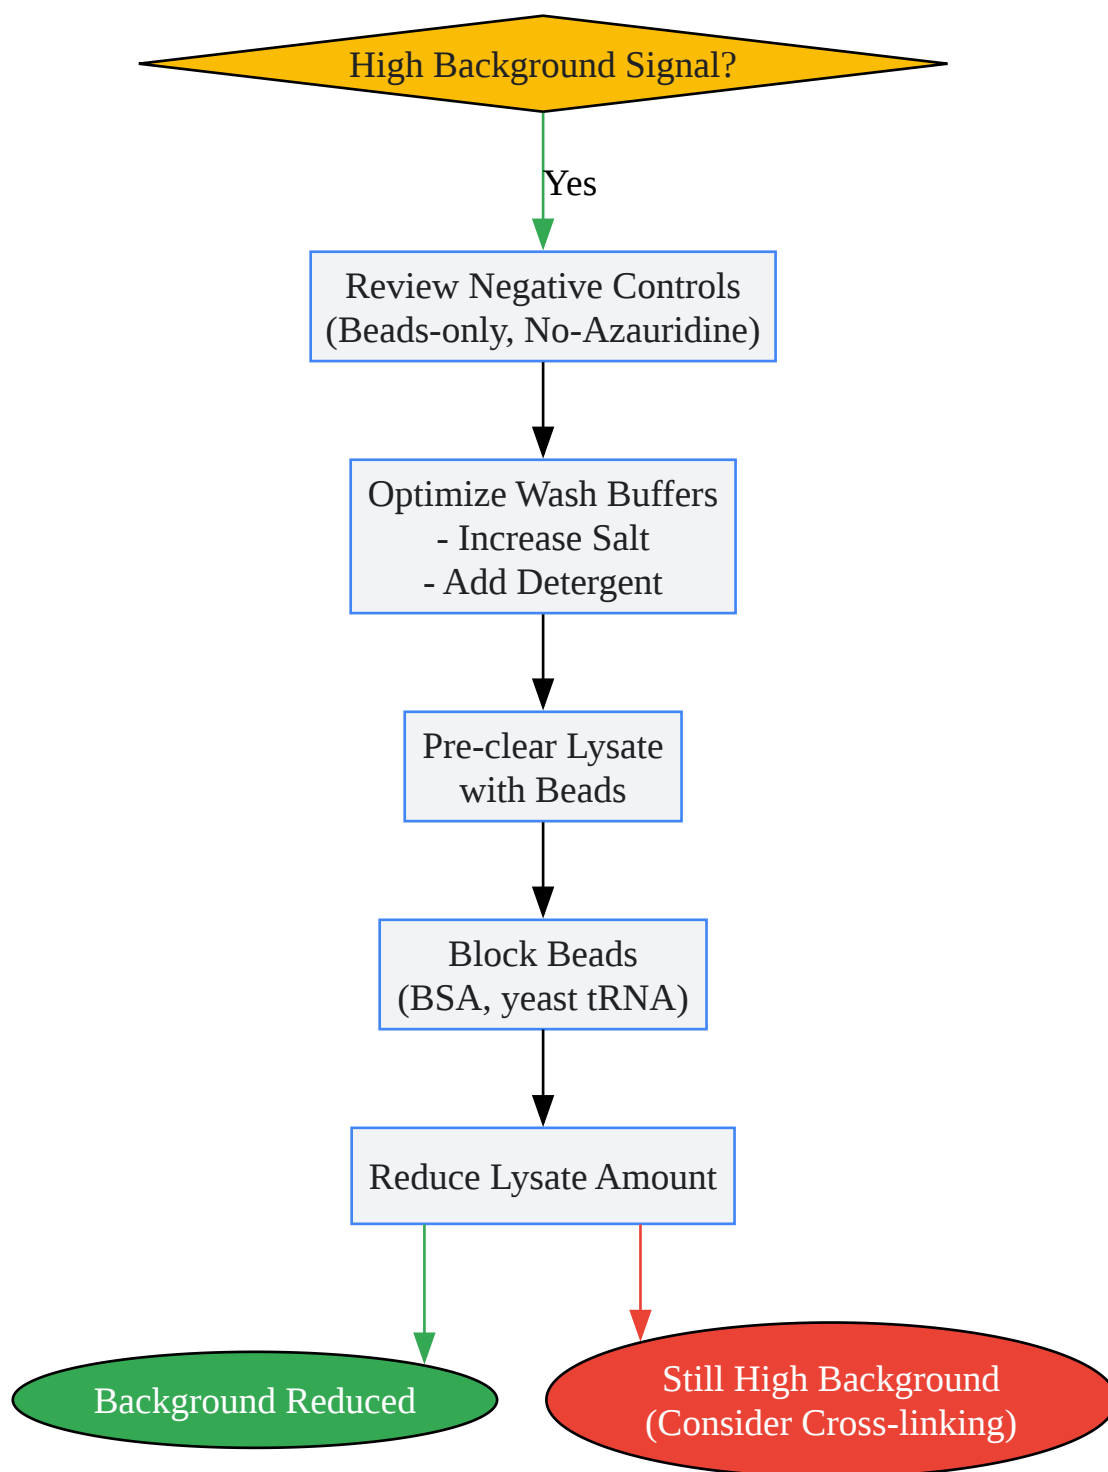 High Background Signal?
Yes
Review Negative Controls
(Beads-only, No-Azauridine)
Optimize Wash Buffers
- Increase Salt
- Add Detergent
Pre-clear Lysate
with Beads
Block Beads
(BSA, yeast tRNA)
Reduce Lysate Amount
Background Reduced
Still High Background
(Consider Cross-linking)